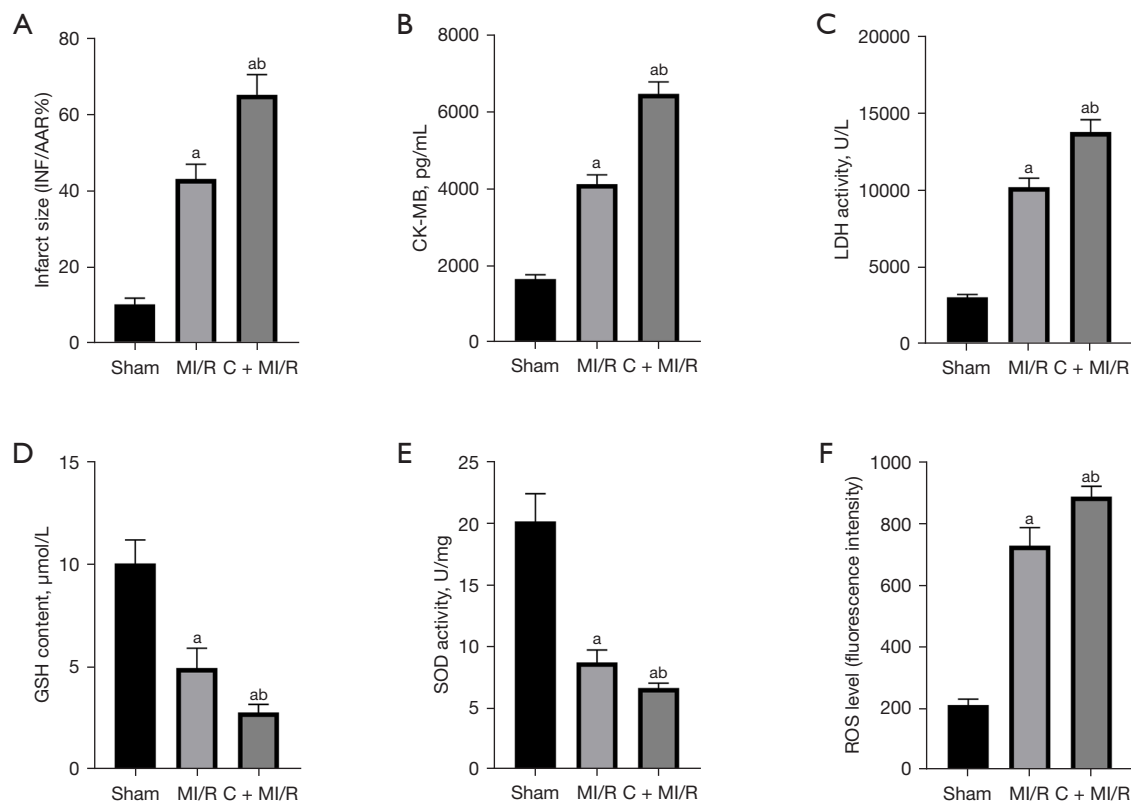 A
Infarct size (INF/AAR%)
80
60
40
20
0
a
ab
Sham MI/R C + MI/R
B
CK-MB, pg/mL
8000
6000
4000
2000
0
a
ab
Sham MI/R C + MI/R
C
LDH activity, U/L
20000
15000
10000
5000
0
a
ab
Sham MI/R C + MI/R
D
GSH content, μmol/L
15
10
5
0
a
ab
Sham MI/R C + MI/R
E
SOD activity, U/mg
25
20
15
10
5
0
a
ab
Sham MI/R C + MI/R
F
ROS level (fluorescence intensity)
1000
800
600
400
200
0
a
ab
Sham MI/R C + MI/R